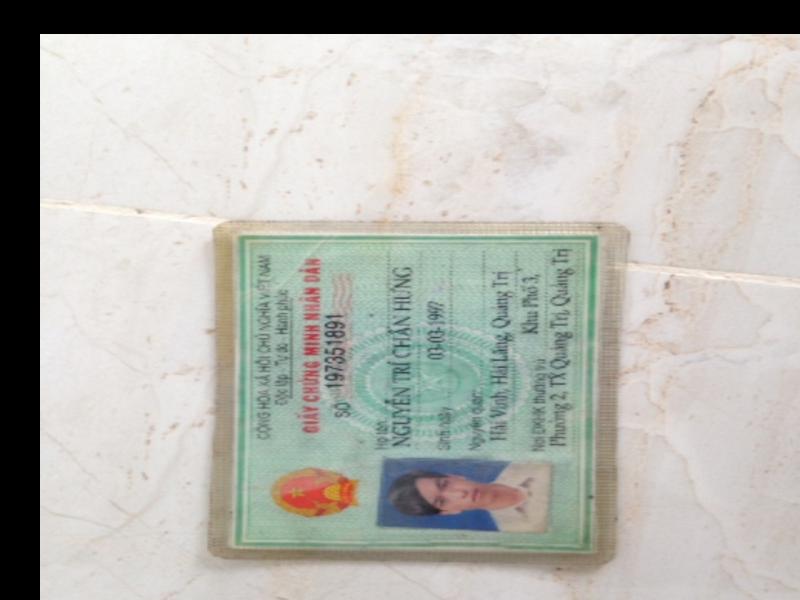 CỘNG HÒA XÃ HỘI CHỦ NGHĨA VIỆT NAM
Độc lập - Tự do - Hạnh phúc
GIẤY CHỨNG MINH NHÂN DÂN
SỐ 197351891
Họ tên
NGUYỄN TRÍ CHẤN HƯNG
Sinh ngày 03-03-1997
Nguyên quán
Hải Vĩnh, Hải Lăng, Quảng Trị
Nơi ĐKHK thường trú Khu Phố 3,
Phường 2, TX Quảng Trị, Quảng Trị